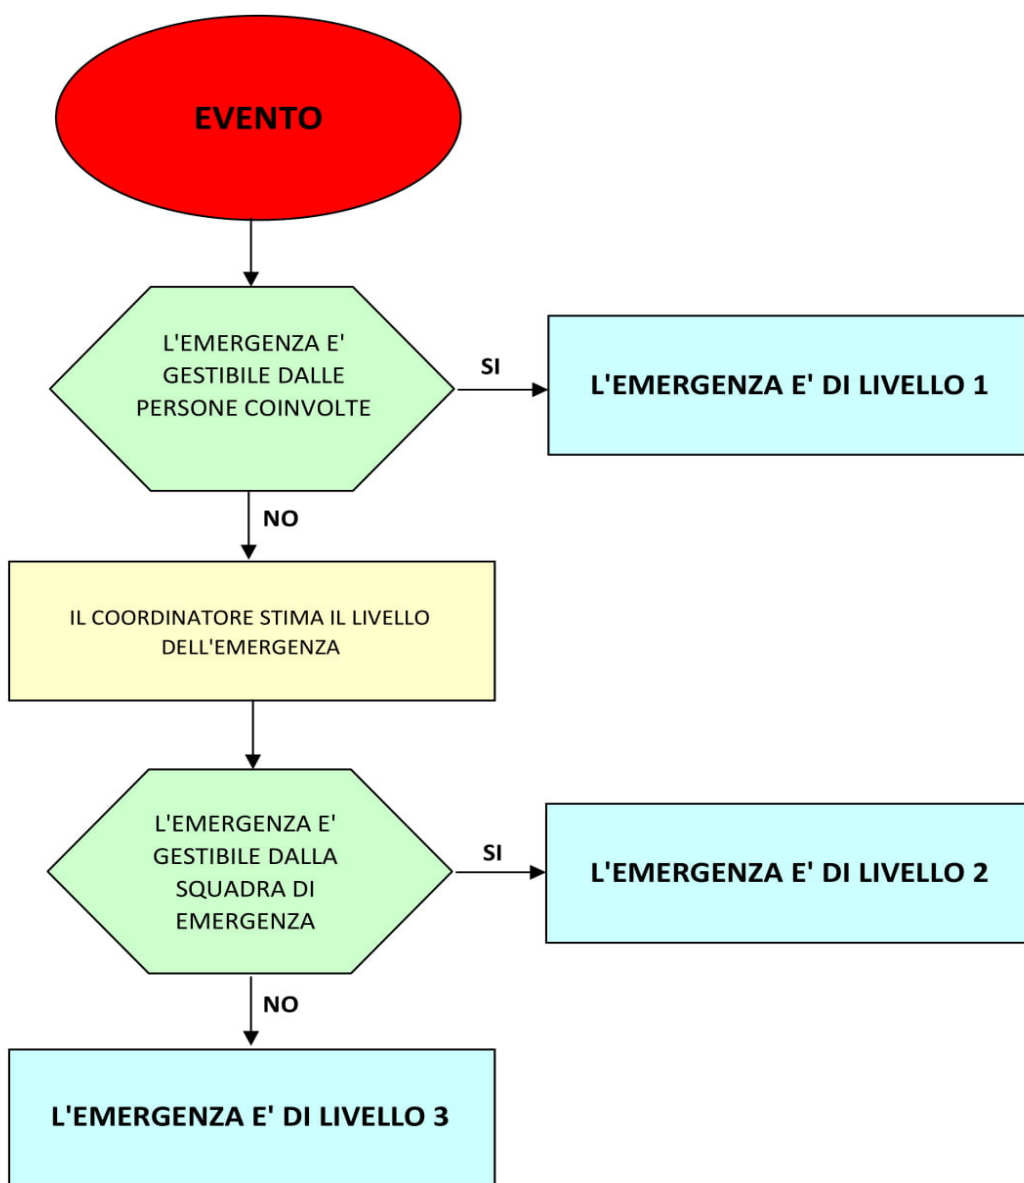 EVENTO
L'EMERGENZA E'
GESTIBILE DALLE
PERSONE COINVOLTE
SI
L'EMERGENZA E' DI LIVELLO 1
NO
IL COORDINATORE STIMA IL LIVELLO
DELL'EMERGENZA
L'EMERGENZA E'
GESTIBILE DALLA
SQUADRA DI
EMERGENZA
SI
L'EMERGENZA E' DI LIVELLO 2
NO
L'EMERGENZA E' DI LIVELLO 3